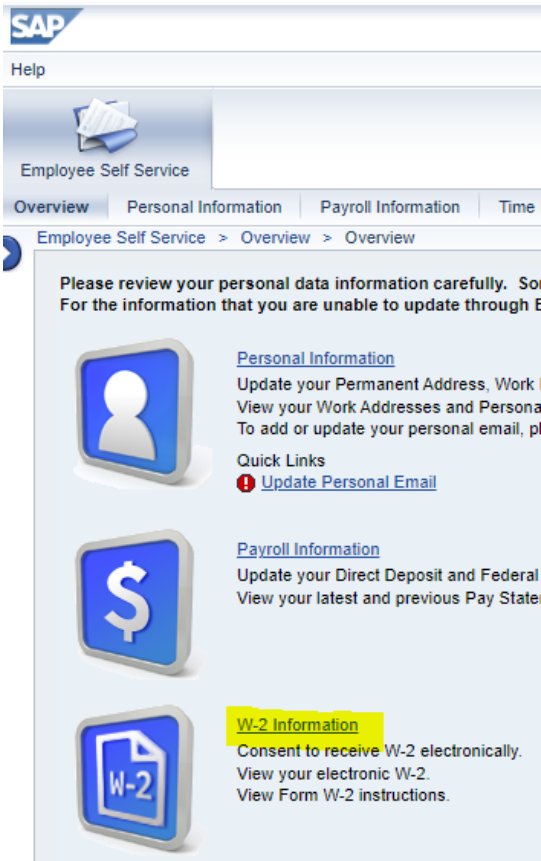 SAP
Help
Employee Self Service
Overview Personal Information Payroll Information Time
Employee Self Service > Overview > Overview
Please review your personal data information carefully. So
For the information that you are unable to update through E
Personal Information
Update your Permanent Address, Work
View your Work Addresses and Persona
To add or update your personal email, pl
Quick Links
Update Personal Email
Payroll Information
Update your Direct Deposit and Federal
View your latest and previous Pay State
W-2 Information
Consent to receive W-2 electronically.
View your electronic W-2.
W-2
View Form W-2 instructions.